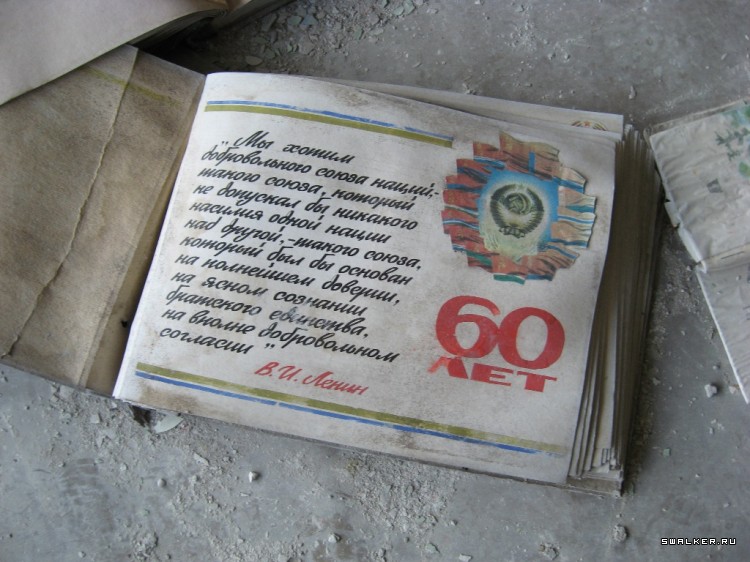 „Мы хотим
добровольного союза наций,-
такого союза, который
не допускал бы никакого
насилия одной нации
над другой,-такого союза,
который был бы основан
на полнейшем доверии,
на ясном сознании
братского единства,
на вполне добровольном
согласии„
В. И. Ленин
60
ЛЕТ
SWALKER.RU